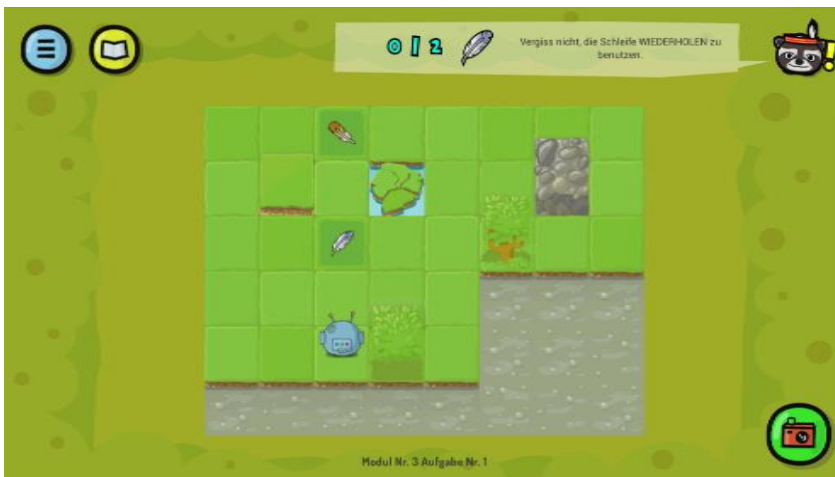 0|2
Vergiss nicht, die Schleife WIEDERHOLEN zu
benutzen.
Modul Nr. 3 Aufgabe Nr. 1